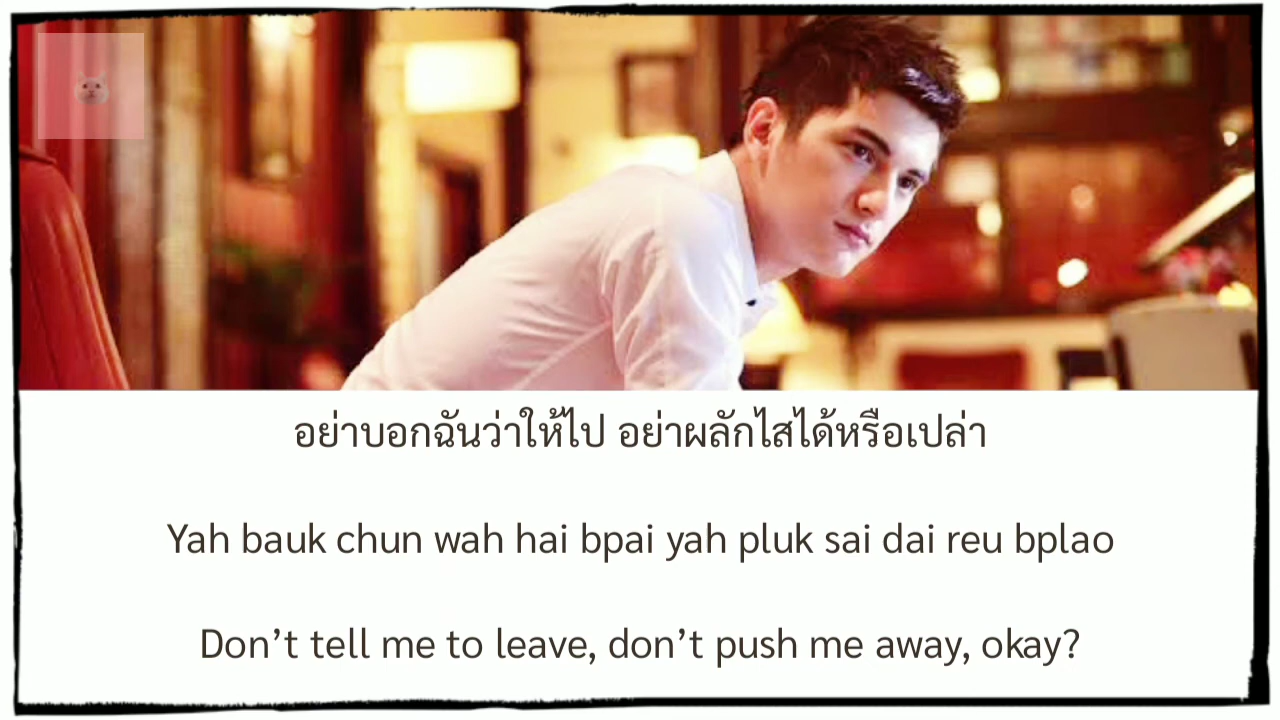 อย่าบอกฉันว่าให้ไป อย่าผลักไสได้หรือเปล่า
Yah bauk chun wah hai bpai yah pluk sai dai reu bplao
Don’t tell me to leave, don’t push me away, okay?